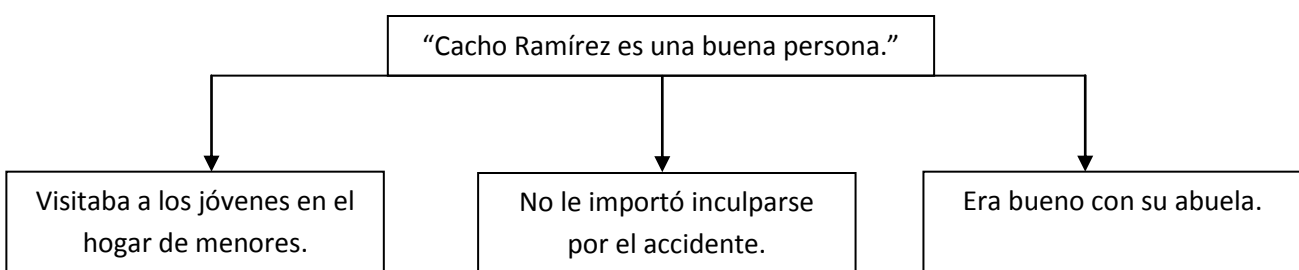 “Cacho Ramírez es una buena persona.”
Visitaba a los jóvenes en el
hogar de menores.
No le importó inculparse
por el accidente.
Era bueno con su abuela.